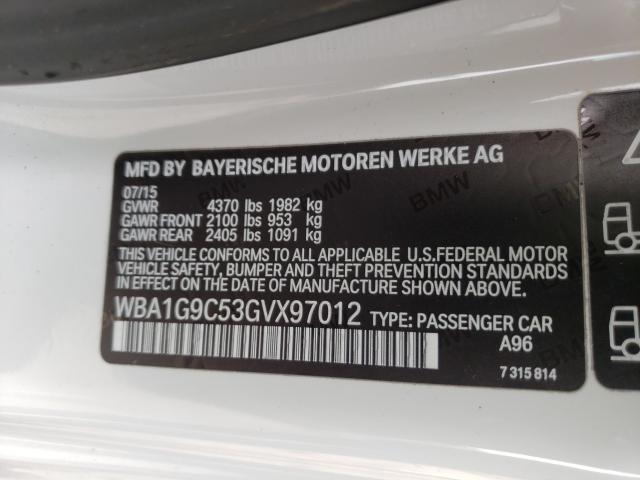 MFD BY BAYERISCHE MOTOREN WERKE AG
07/15
GVWR 4370 lbs 1982 kg
GAWR FRONT 2100 lbs 953 kg
GAWR REAR 2405 lbs 1091 kg
THIS VEHICLE CONFORMS TO ALL APPLICABLE U.S.FEDERAL MOTOR
VEHICLE SAFETY, BUMPER AND THEFT PREVENTION STANDARDS
IN EFFECT ON THE DATE OF MANUFACTURE SHOWN ABOVE.
WBA1G9C53GVX97012 TYPE: PASSENGER CAR
A96
7 315 814